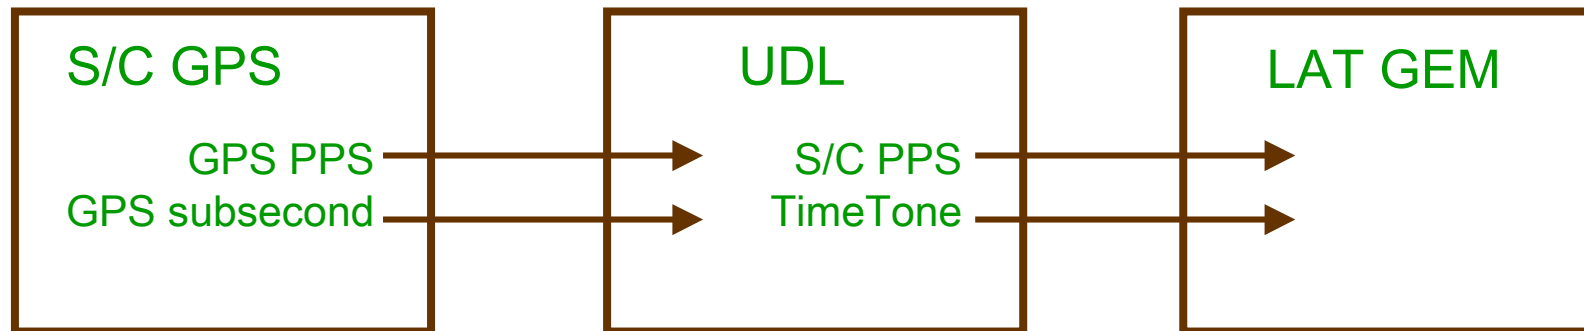 S/C GPS
GPS PPS
GPS subsecond
UDL
S/C PPS
TimeTone
LAT GEM